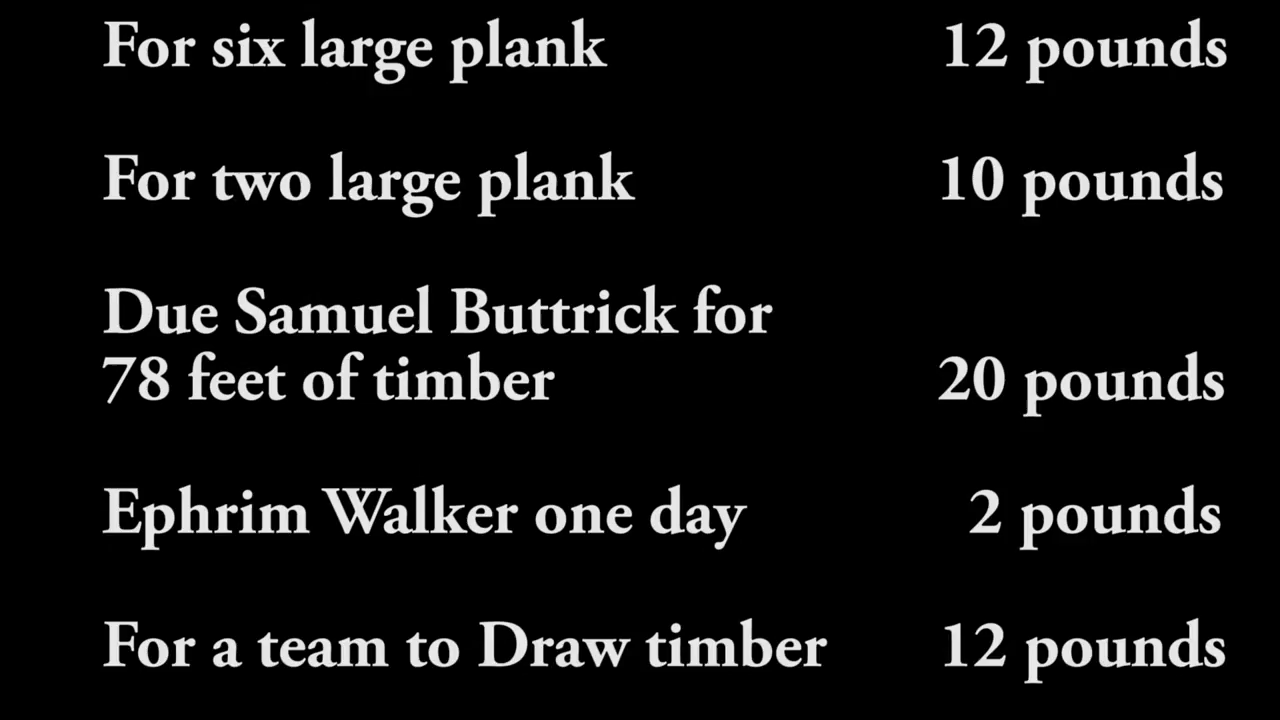 For six large plank 12 pounds
For two large plank 10 pounds
Due Samuel Buttrick for
78 feet of timber 20 pounds
Ephrim Walker one day 2 pounds
For a team to Draw timber 12 pounds